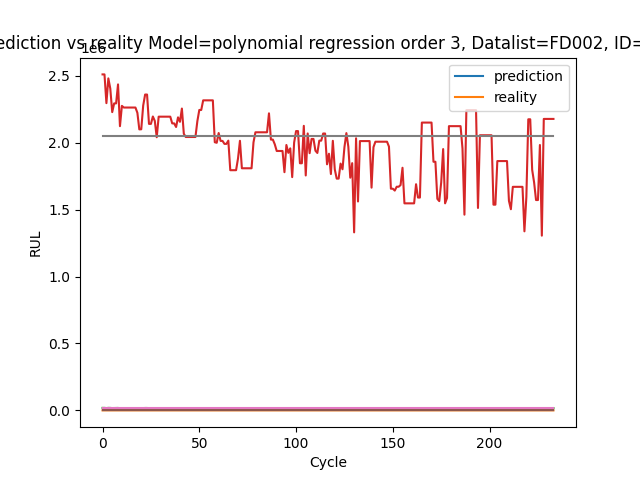 ediction vs reality Model=polynomial regression order 3, Datalist=FD002, ID=
1e6
prediction
reality
2.5
2.0
1.5
1.0
0.5
0.0
RUL
0
50
100
150
200
Cycle